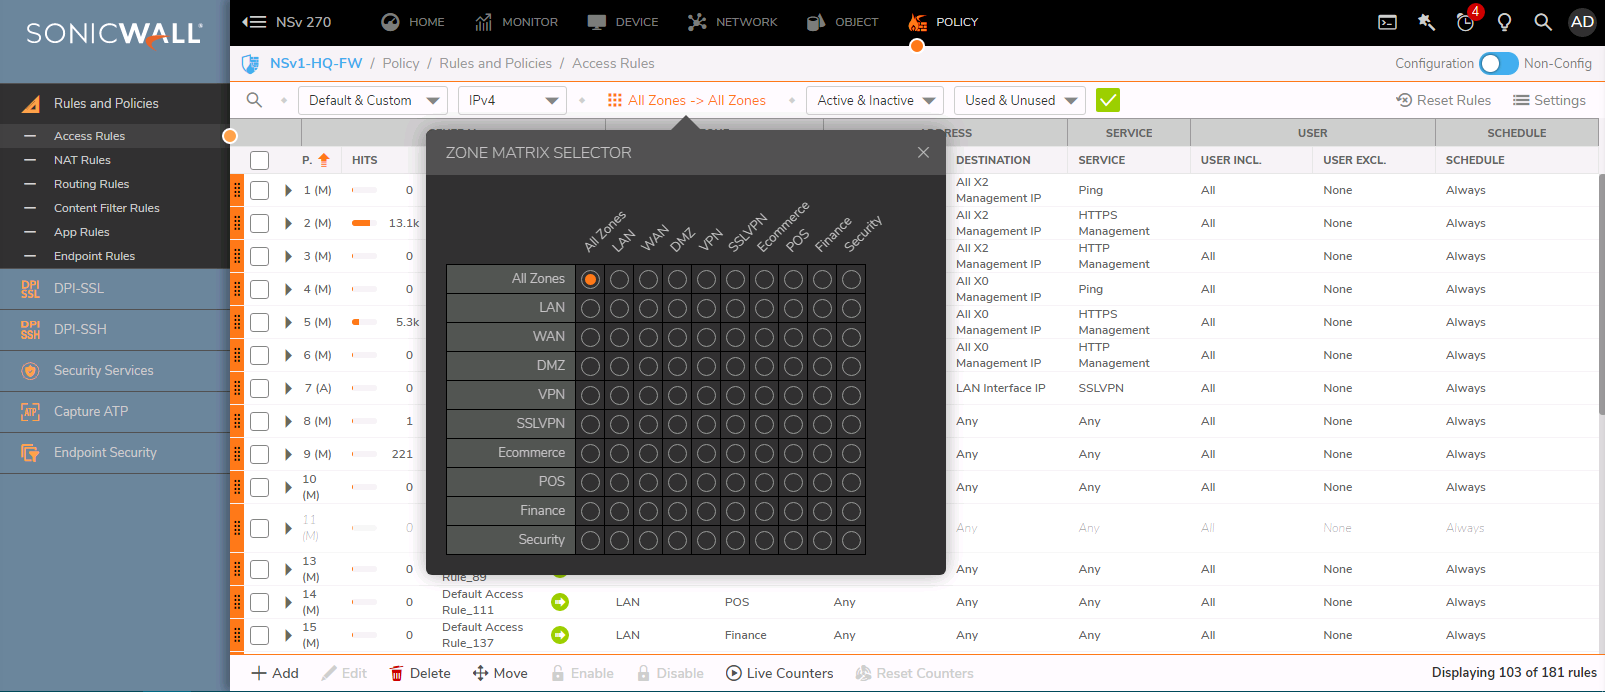 SONICWALL
NSv 270
HOME
MONITOR
DEVICE
NETWORK
OBJECT
POLICY
4
AD
NSv1-HQ-FW / Policy / Rules and Policies / Access Rules
Configuration
Non-Config
Default & Custom
IPv4
All Zones -> All Zones
Active & Inactive
Used & Unused
Reset Rules
Settings
Rules and Policies
Access Rules
NAT Rules
Routing Rules
Content Filter Rules
App Rules
Endpoint Rules
DPI SSL DPI-SSL
DPI SSH DPI-SSH
Security Services
ATP Capture ATP
Endpoint Security
SERVICE
USER
SCHEDULE
P.
HITS
DESTINATION
SERVICE
USER INCL.
USER EXCL.
SCHEDULE
ZONE MATRIX SELECTOR
All Zones
LAN
WAN
DMZ
VPN
SSLVPN
Ecommerce
POS
Finance
Security
All Zones
LAN
WAN
DMZ
VPN
SSLVPN
Ecommerce
POS
Finance
Security
1 (M) 0 All X2 Management IP Ping All None Always
2 (M) 13.1k All X2 Management IP HTTPS Management All None Always
3 (M) 0 All X2 Management IP HTTP Management All None Always
4 (M) 0 All X0 Management IP Ping All None Always
5 (M) 5.3k All X0 Management IP HTTPS Management All None Always
6 (M) 0 All X0 Management IP HTTP Management All None Always
7 (A) 0 LAN Interface IP SSLVPN All None Always
8 (M) 1 Any Any All None Always
9 (M) 221 Any Any All None Always
10 (M) 0 Any Any All None Always
11 (M) 0 Any Any All None Always
13 (M) 0 Rule_89 Any Any All None Always
14 (M) 0 Default Access Rule_111 LAN POS Any Any Any All None Always
15 (M) 0 Default Access Rule_137 LAN Finance Any Any Any All None Always
Add
Edit
Delete
Move
Enable
Disable
Live Counters
Reset Counters
Displaying 103 of 181 rules